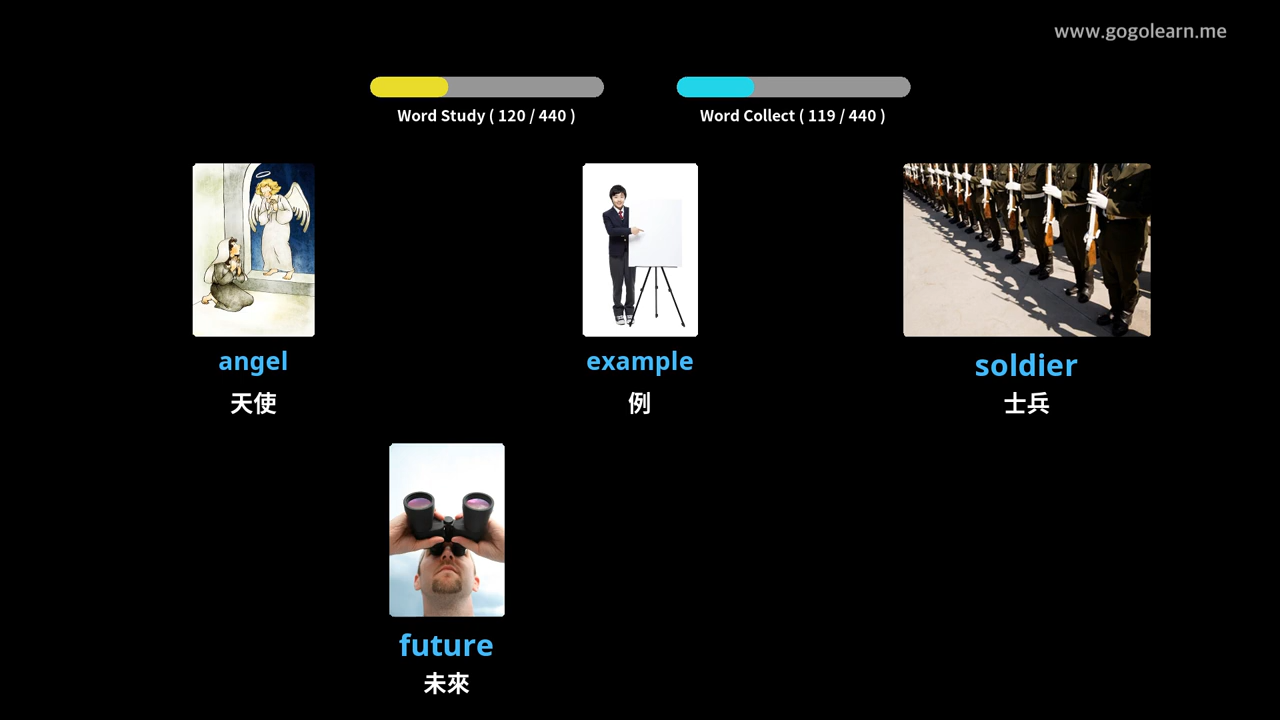 www.gogolearn.me
Word Study ( 120 / 440 )
Word Collect ( 119 / 440 )
angel
example
soldier
天使
例
士兵
future
未來